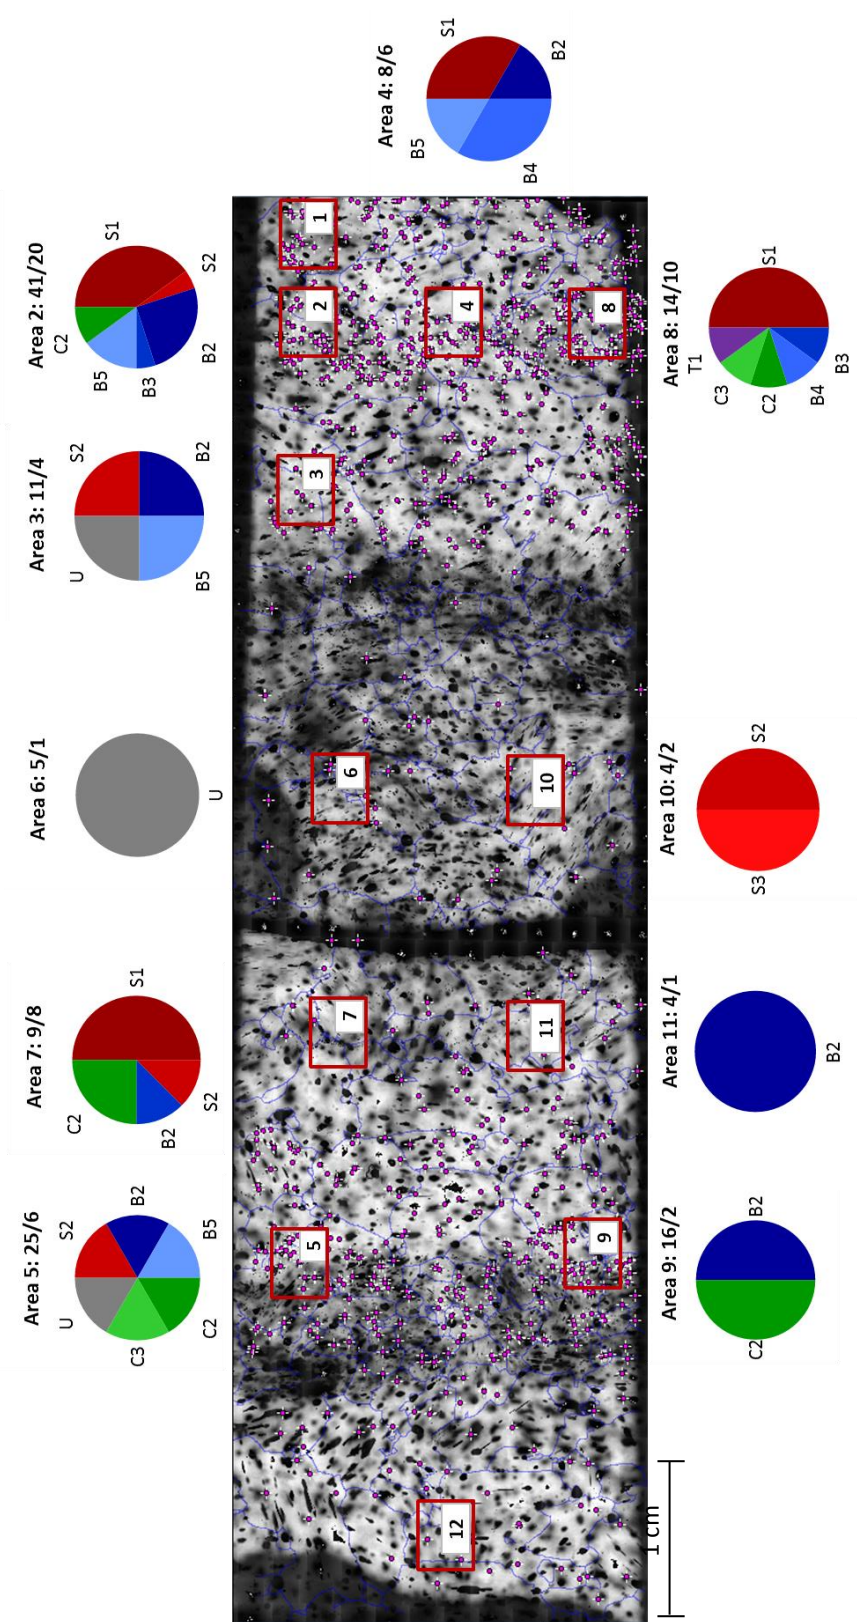 Area 5: 25/6
U
S2
B2
B5
C2
C3
Area 7: 9/8
C2
S1
S2
B2
Area 6: 5/1
U
Area 3: 11/4
U
S2
B2
B5
Area 2: 41/20
C2
S1
S2
B2
B3
B5
Area 4: 8/6
S1
B2
B4
B5
12
5
9
7
11
6
10
3
2
4
8
1
1 cm
Area 9: 16/2
B2
C2
Area 11: 4/1
B2
Area 10: 4/2
S2
S3
Area 8: 14/10
S1
B3
B4
C2
C3
T1